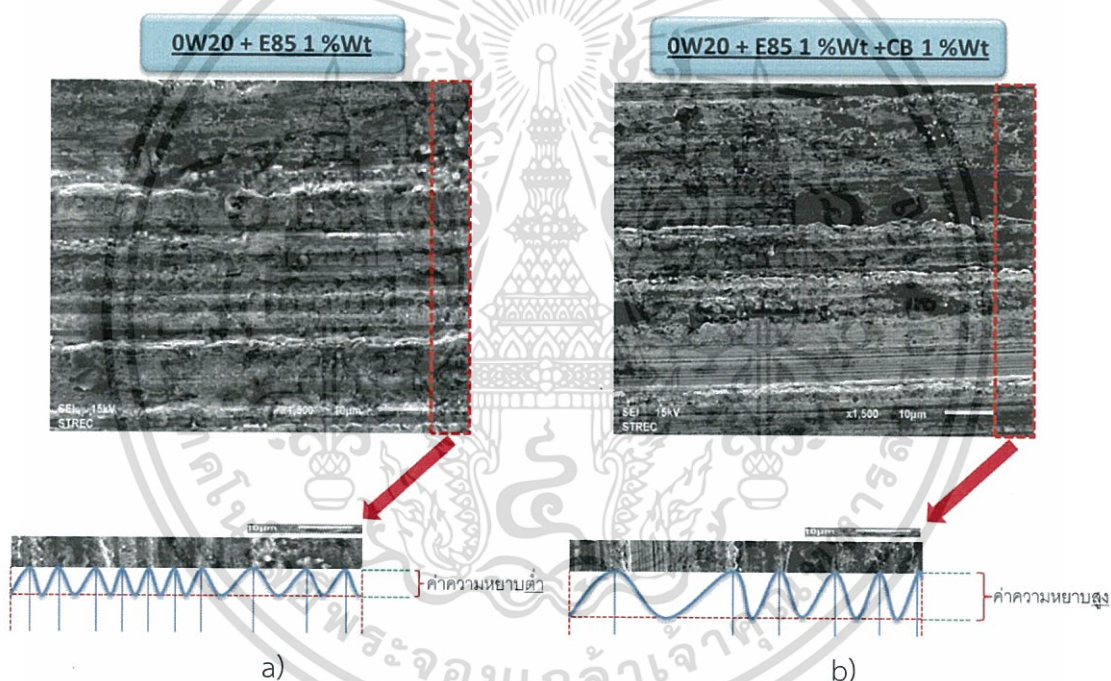 0W20 + E85 1 %Wt
0W20 + E85 1 %Wt +CB 1 %Wt
SEI 15kV x1,500 10µm
STREC
SEI 15kV x1,500 10µm
STREC
10µm
10µm
ค่าความหยาบต่ำ
ค่าความหยาบสูง
a)
b)